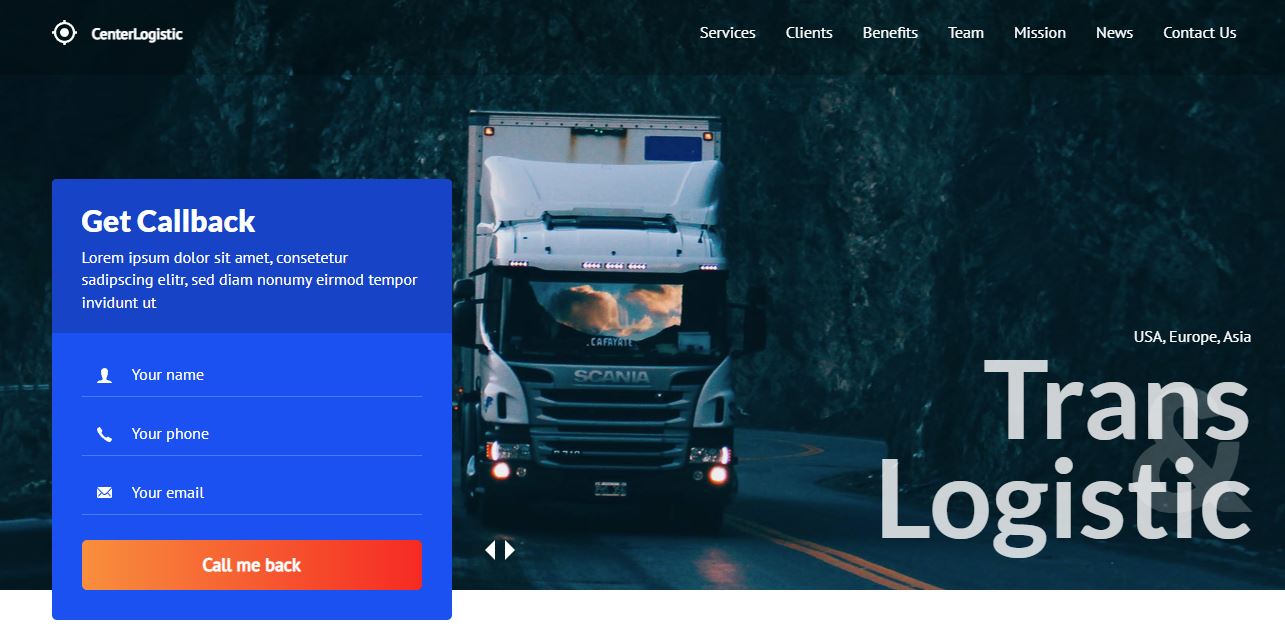 CenterLogistic
Services Clients Benefits Team Mission News Contact Us
Get Callback
Lorem ipsum dolor sit amet, consetetur
sadipscing elitr, sed diam nonumy eirmod tempor
invidunt ut
Your name
Your phone
Your email
Call me back
CAFAYATE
SCANIA
USA, Europe, Asia
Trans
&
Logistic